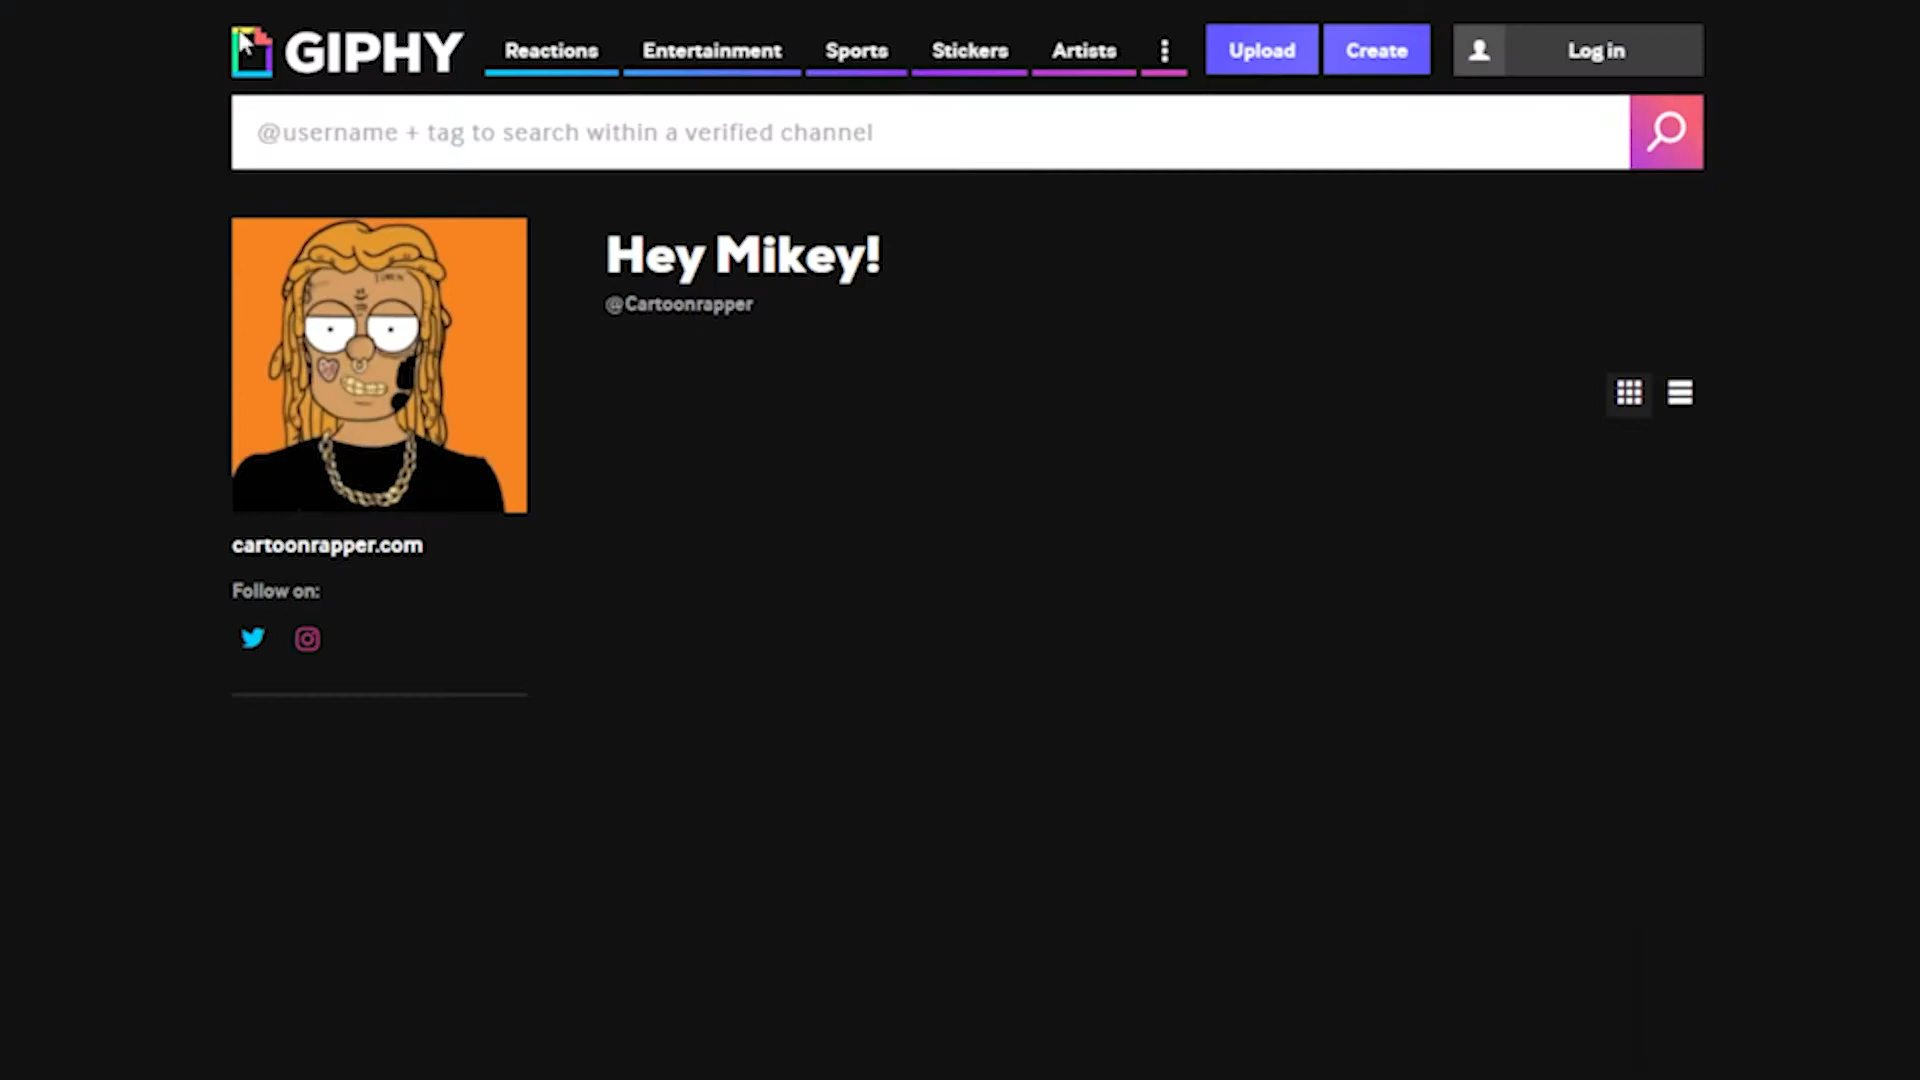 GIPHY
Reactions
Entertainment
Sports
Stickers
Artists
Upload
Create
Log in
@username + tag to search within a verified channel
Hey Mikey!
@Cartoonrapper
cartoonrapper.com
Follow on: